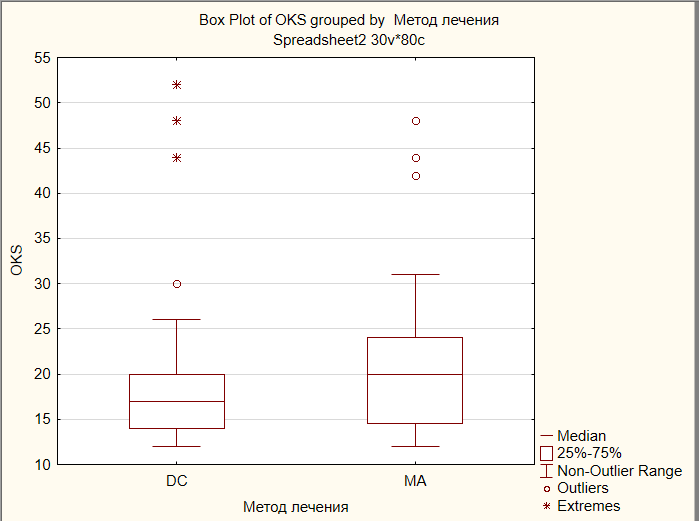 Box Plot of OKS grouped by  Метод лечения
Spreadsheet2 30v*80c
55
50
45
40
35
30
25
20
15
10
OKS
DC
MA
Метод лечения
Median
25%-75%
Non-Outlier Range
Outliers
Extremes